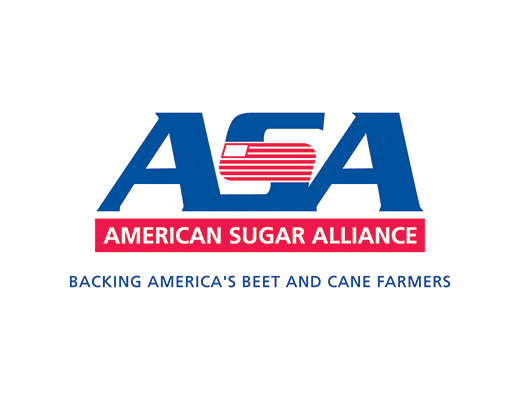 ASA
AMERICAN SUGAR ALLIANCE
BACKING AMERICA'S BEET AND CANE FARMERS